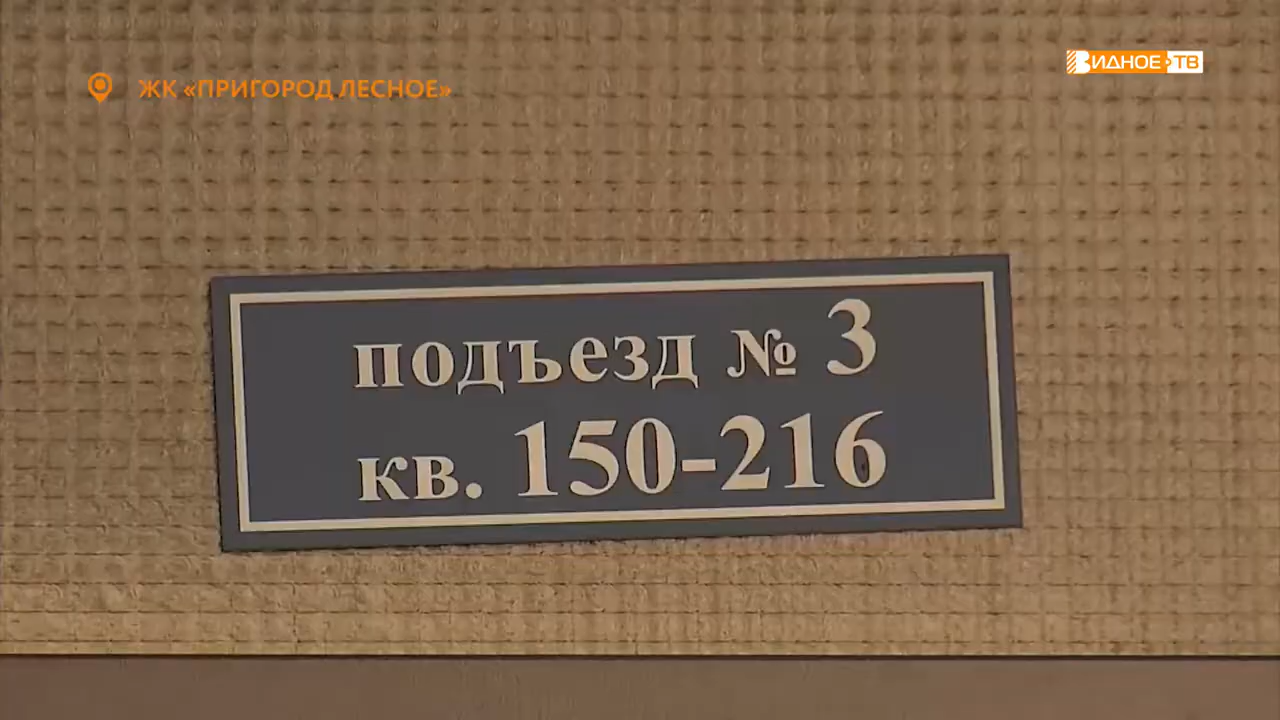 ЖК «ПРИГОРОД ЛЕСНОЕ»
ВИДНОЕ ТВ
подъезд № 3
кв. 150-216